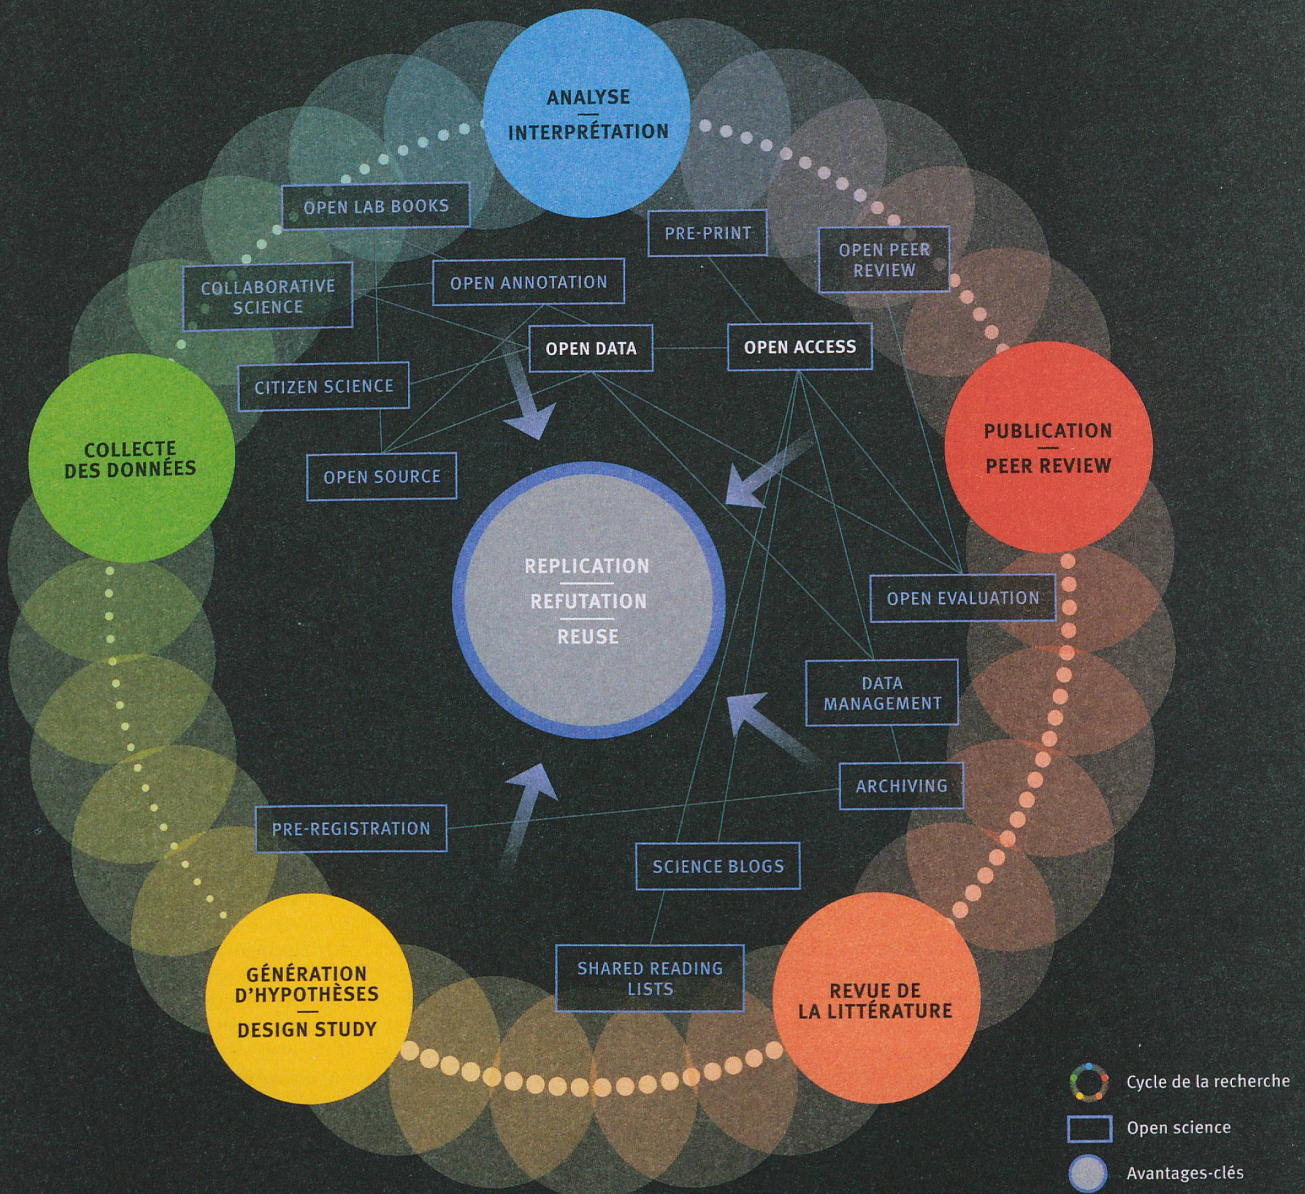 ANALYSE
INTERPRÉTATION
OPEN LAB BOOKS
PRE-PRINT
OPEN PEER
REVIEW
COLLABORATIVE
SCIENCE
OPEN ANNOTATION
OPEN DATA
OPEN ACCESS
CITIZEN SCIENCE
OPEN SOURCE
COLLECTE
DES DONNÉES
PUBLICATION
PEER REVIEW
REPLICATION
REFUTATION
REUSE
OPEN EVALUATION
DATA
MANAGEMENT
ARCHIVING
PRE-REGISTRATION
SCIENCE BLOGS
SHARED READING
LISTS
GÉNÉRATION
D'HYPOTHÈSES
DESIGN STUDY
REVUE DE
LA LITTÉRATURE
Cycle de la recherche
Open science
Avantages-clés